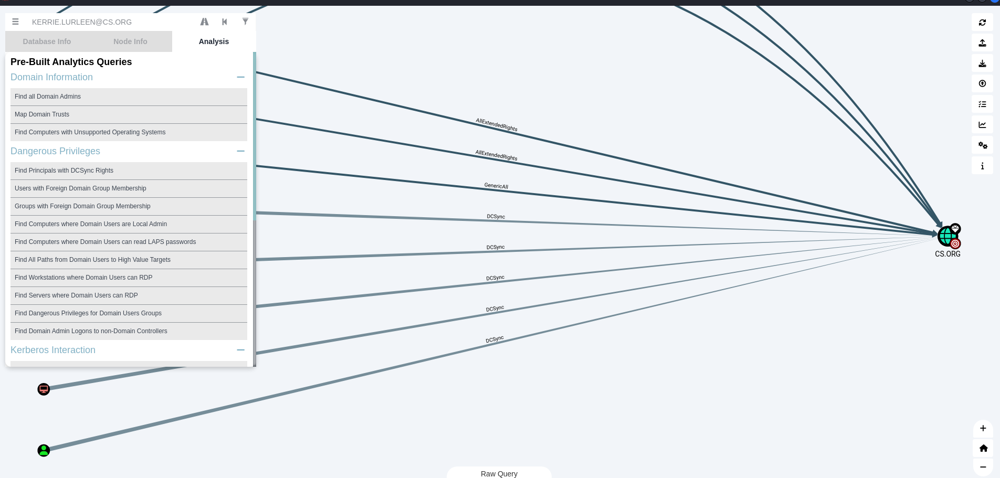 KERRIE.LURLEEN@CS.ORG
Database Info
Node Info
Analysis
Pre-Built Analytics Queries
Domain Information
Find all Domain Admins
Map Domain Trusts
Find Computers with Unsupported Operating Systems
Dangerous Privileges
Find Principals with DCSync Rights
Users with Foreign Domain Group Membership
Groups with Foreign Domain Group Membership
Find Computers where Domain Users are Local Admin
Find Computers where Domain Users can read LAPS passwords
Find All Paths from Domain Users to High Value Targets
Find Workstations where Domain Users can RDP
Find Servers where Domain Users can RDP
Find Dangerous Privileges for Domain Users Groups
Find Domain Admin Logons to non-Domain Controllers
Kerberos Interaction
AllExtendedRights
AllExtendedRights
GenericAll
DCSync
DCSync
DCSync
DCSync
DCSync
CS.ORG
Raw Query